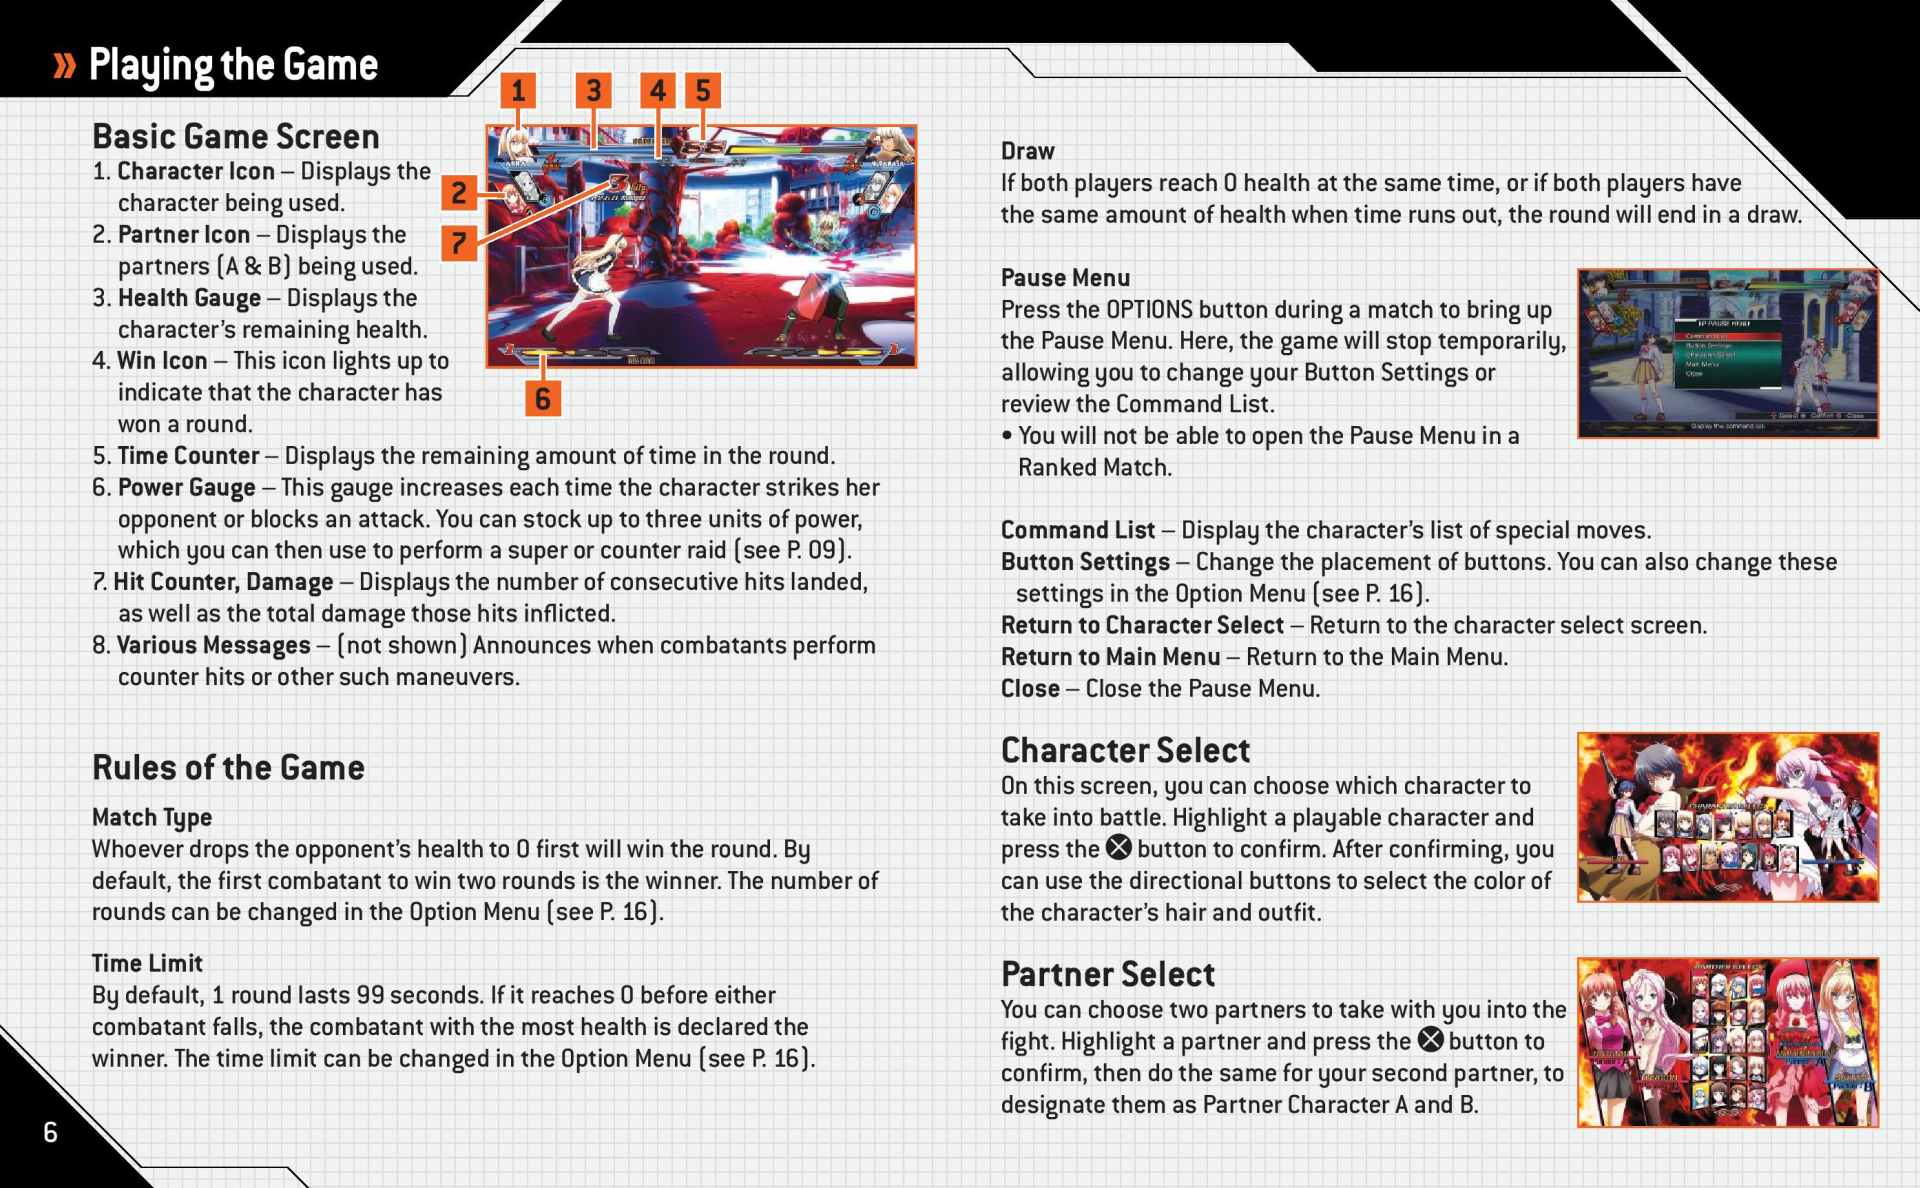 » Playing the Game
1 3 4 5
2
7
6
Basic Game Screen
1. Character Icon – Displays the
character being used.
2. Partner Icon – Displays the
partners (A & B) being used.
3. Health Gauge – Displays the
character's remaining health.
4. Win Icon – This icon lights up to
indicate that the character has
won a round.
5. Time Counter – Displays the remaining amount of time in the round.
6. Power Gauge – This gauge increases each time the character strikes her
opponent or blocks an attack. You can stock up to three units of power,
which you can then use to perform a super or counter raid (see P. 09).
7. Hit Counter, Damage – Displays the number of consecutive hits landed,
as well as the total damage those hits inflicted.
8. Various Messages – (not shown) Announces when combatants perform
counter hits or other such maneuvers.
Rules of the Game
Match Type
Whoever drops the opponent's health to 0 first will win the round. By
default, the first combatant to win two rounds is the winner. The number of
rounds can be changed in the Option Menu (see P. 16).
Time Limit
By default, 1 round lasts 99 seconds. If it reaches 0 before either
combatant falls, the combatant with the most health is declared the
winner. The time limit can be changed in the Option Menu (see P. 16).
6
Draw
If both players reach 0 health at the same time, or if both players have
the same amount of health when time runs out, the round will end in a draw.
Pause Menu
Press the OPTIONS button during a match to bring up
the Pause Menu. Here, the game will stop temporarily,
allowing you to change your Button Settings or
review the Command List.
• You will not be able to open the Pause Menu in a
Ranked Match.
PAUSE MENU
Button Settings
Character Select
Main Menu
Close
Display the command list.
Command List – Display the character's list of special moves.
Button Settings – Change the placement of buttons. You can also change these
settings in the Option Menu (see P. 16).
Return to Character Select – Return to the character select screen.
Return to Main Menu – Return to the Main Menu.
Close – Close the Pause Menu.
Character Select
On this screen, you can choose which character to
take into battle. Highlight a playable character and
press the ⓧ button to confirm. After confirming, you
can use the directional buttons to select the color of
the character's hair and outfit.
CHARACTER SELECT
Partner Select
You can choose two partners to take with you into the
fight. Highlight a partner and press the ⓧ button to
confirm, then do the same for your second partner, to
designate them as Partner Character A and B.
PARTNER SELECT